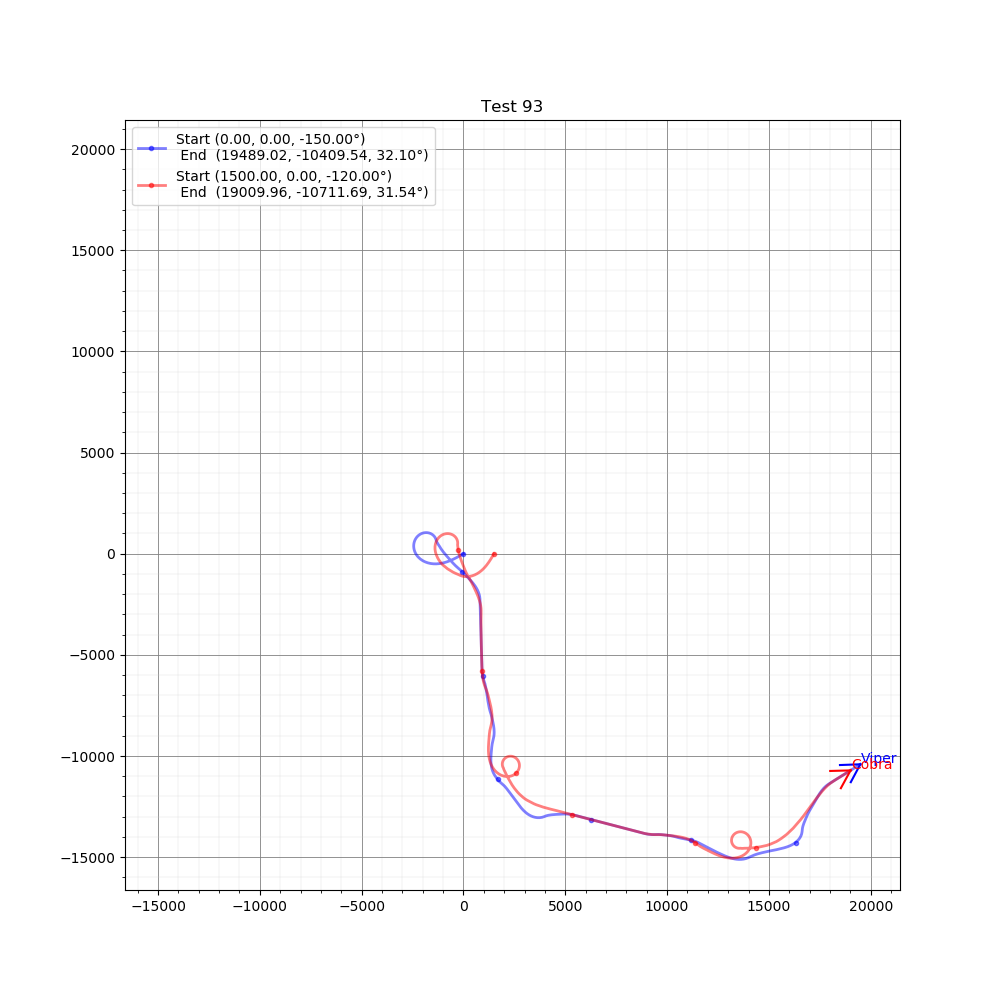 Test 93
Start (0.00, 0.00, -150.00°)
End (19489.02, -10409.54, 32.10°)
Start (1500.00, 0.00, -120.00°)
End (19009.96, -10711.69, 31.54°)
20000
15000
10000
5000
0
−5000
−10000
−15000
Viper
Cobra
−15000 −10000 −5000 0 5000 10000 15000 20000